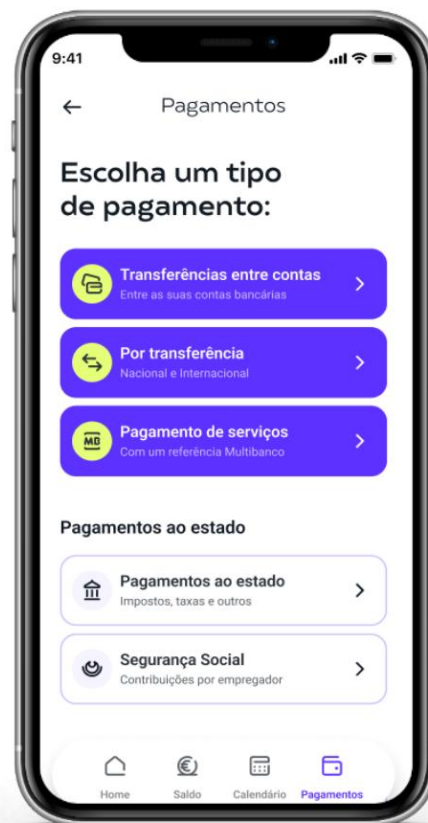 9:41
Pagamentos
Escolha um tipo
de pagamento:
Transferências entre contas
Entre as suas contas bancárias
Por transferência
Nacional e Internacional
MB
Pagamento de serviços
Com um referência Multibanco
Pagamentos ao estado
Pagamentos ao estado
Impostos, taxas e outros
Segurança Social
Contribuições por empregador
Home
Saldo
Calendário
Pagamentos